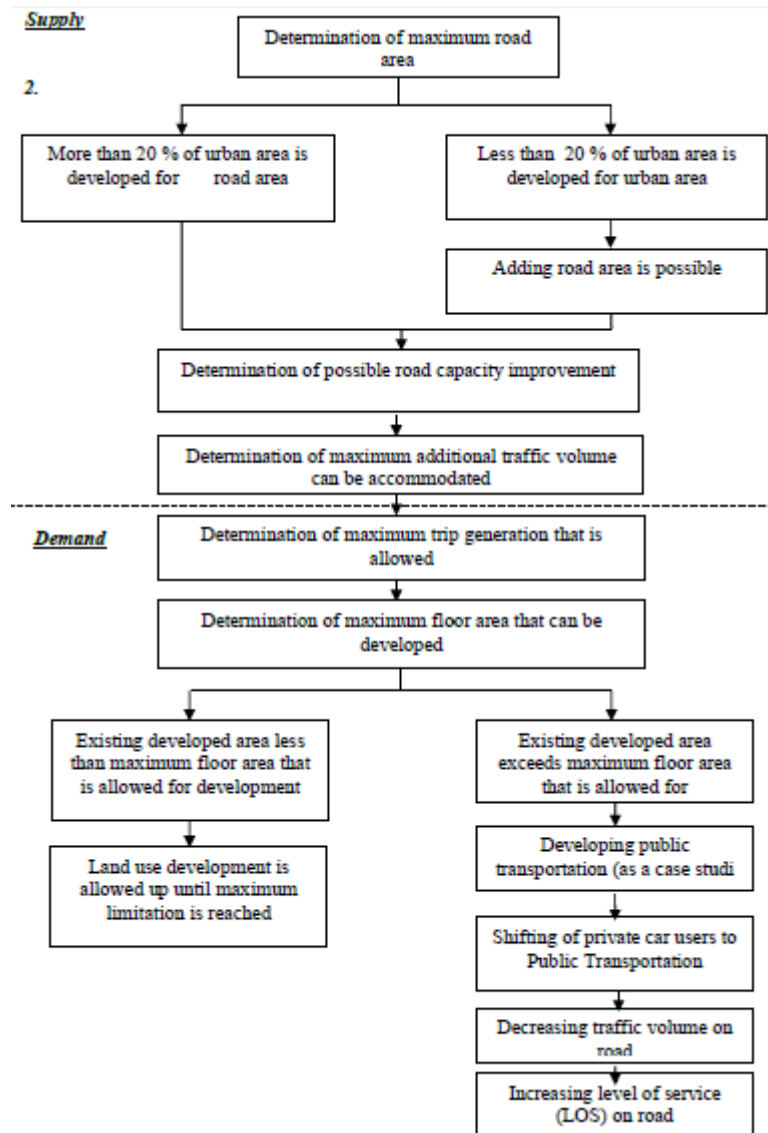 Supply
Determination of maximum road
area
2.
More than 20 % of urban area is
developed for road area
Less than 20 % of urban area is
developed for urban area
Adding road area is possible
Determination of possible road capacity improvement
Determination of maximum additional traffic volume
can be accommodated
Demand
Determination of maximum trip generation that is
allowed
Determination of maximum floor area that can be
developed
Existing developed area less
than maximum floor area that
is allowed for development
Existing developed area
exceeds maximum floor area
that is allowed for
Land use development is
allowed up until maximum
limitation is reached
Developing public
transportation (as a case studi
Shifting of private car users to
Public Transportation
Decreasing traffic volume on
road
Increasing level of service
(LOS) on road